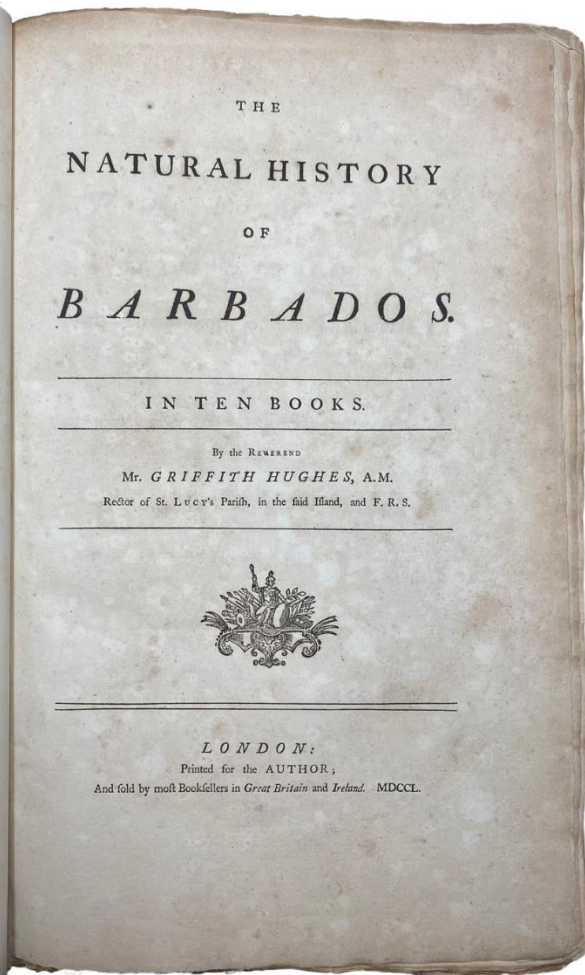 THE
NATURAL HISTORY
OF
BARBADOS.
IN TEN BOOKS.
By the REVEREND
Mr. GRIFFITH HUGHES, A.M.
Rector of St. LUCY's Pariſh, in the ſaid Iſland, and F. R. S.
LONDON:
Printed for the AUTHOR;
And ſold by moſt Bookſellers in Great Britain and Ireland. MDCCL.